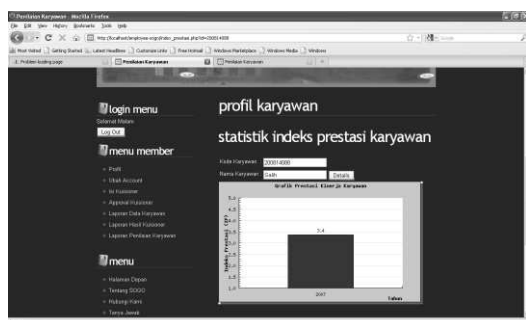 Penilaian Karyawan - Mozilla Firefox
File Edit View History Bookmarks Tools Help
Most Visited Getting Started Latest Headlines Customize Links Free Hotmail Windows Marketplace Windows Media Windows
Problem loading page
Penilaian Karyawan
Penilaian Karyawan
login menu
Selamat Malam
Log Out
menu member
Profil
Ubah Account
Isi Kuisioner
Approval Kuisioner
Laporan Data Karyawan
Laporan Hasil Kuisioner
Laporan Penilaian Karyawan
menu
Halaman Depan
Tentang SOGO
Hubungi Kami
Tanya Jawab
profil karyawan
statistik indeks prestasi karyawan
Kode Karyawan :
Nama Karyawan : Galih Details
Grafik Prestasi Kinerja Karyawan
Indeks Prestasi (IP)
3.4
2007
Tahun